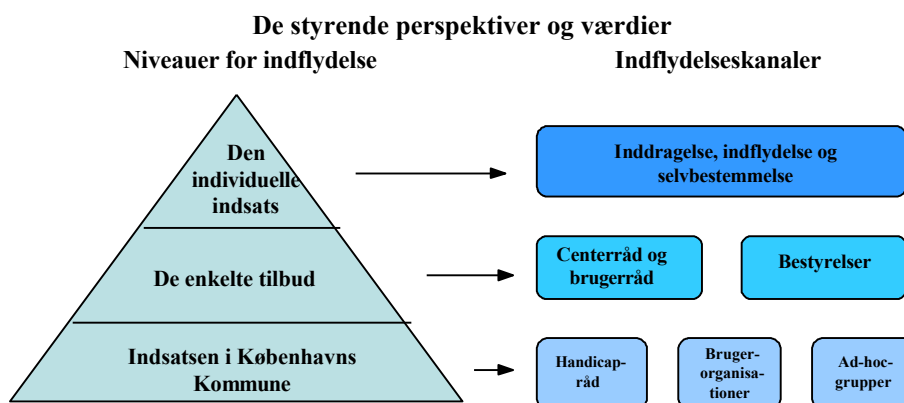 De styrende perspektiver og værdier
Niveauer for indflydelse
Indflydelseskanaler
Den
individuelle
indsats
Inddragelse, indflydelse og
selvbestemmelse
De enkelte tilbud
Centerråd og
brugerråd
Bestyrelser
Indsatsen i Københavns
Kommune
Handicap-
råd
Bruger-
organisa-
tioner
Ad-hoc-
grupper